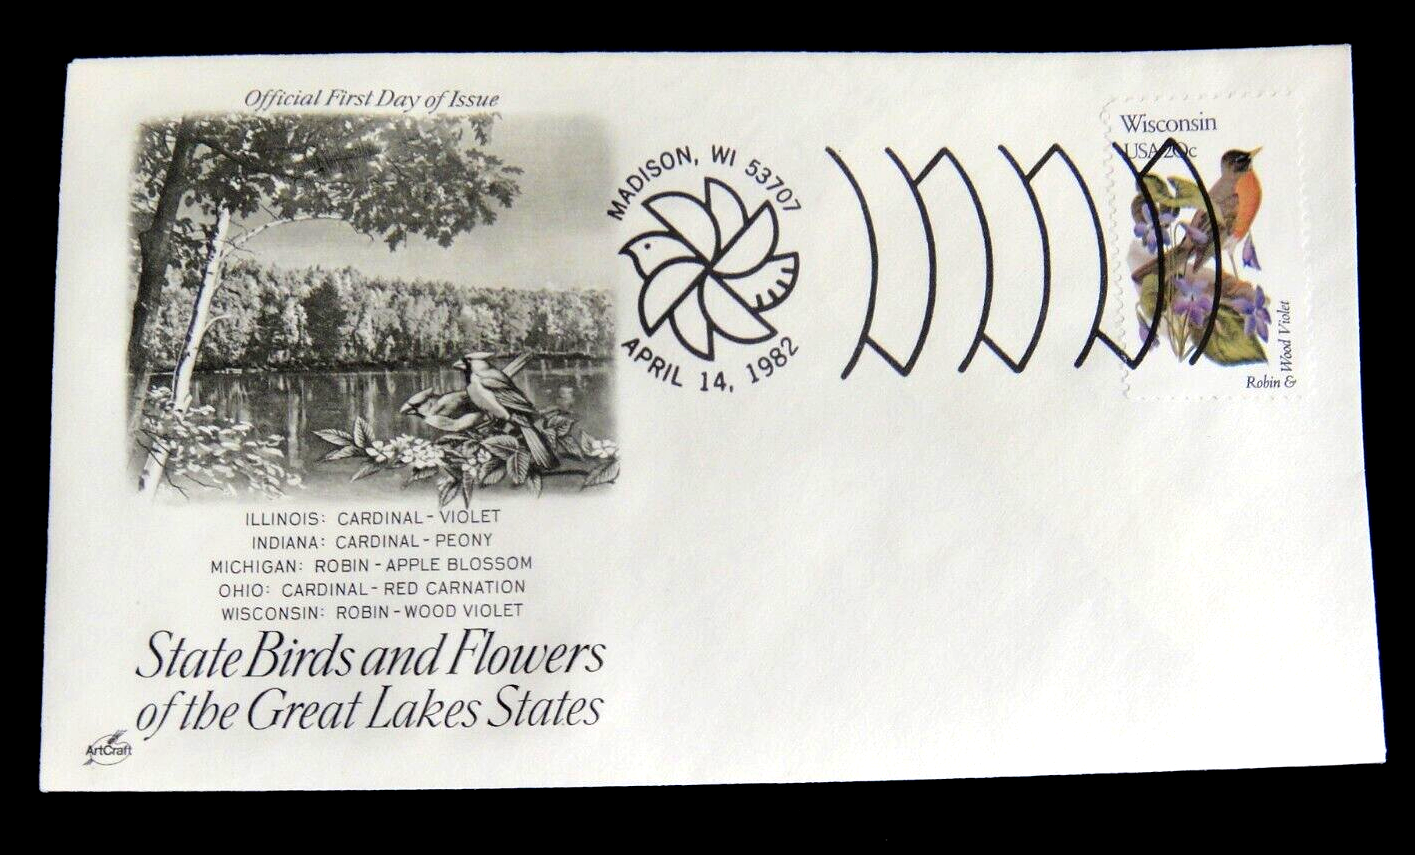 Official First Day of Issue
MADISON, WI 53707
APRIL 14, 1982
Wisconsin
USA 20c
Robin &
Wood Violet
ILLINOIS: CARDINAL - VIOLET
INDIANA: CARDINAL - PEONY
MICHIGAN: ROBIN - APPLE BLOSSOM
OHIO: CARDINAL - RED CARNATION
WISCONSIN: ROBIN - WOOD VIOLET
State Birds and Flowers
of the Great Lakes States
ArtCraft